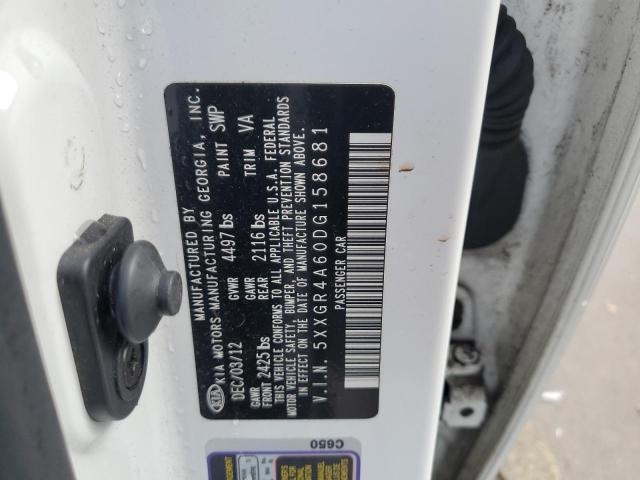 MANUFACTURED BY
KIA KIA MOTORS MANUFACTURING GEORGIA, INC.
DEC/03/12 GVWR 4497 lbs PAINT SWP
GAWR FRONT 2425 lbs GAWR REAR 2116 lbs TRIM VA
THIS VEHICLE CONFORMS TO ALL APPLICABLE U.S.A. FEDERAL
MOTOR VEHICLE SAFETY, BUMPER, AND THEFT PREVENTION STANDARDS
IN EFFECT ON THE DATE OF MANUFACTURE SHOWN ABOVE.
V.I.N. 5XXGR4A60DG158681
PASSENGER CAR
C650